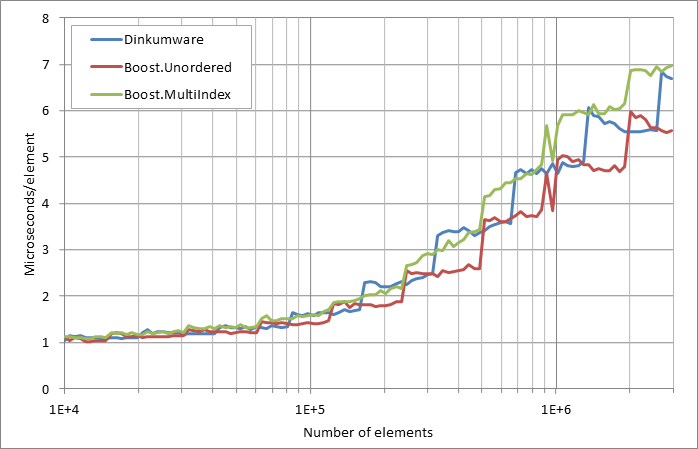 8
7
6
5
4
3
2
1
0
Microseconds/element
Dinkumware
Boost.Unordered
Boost.MultiIndex
1E+4
1E+5
1E+6
Number of elements